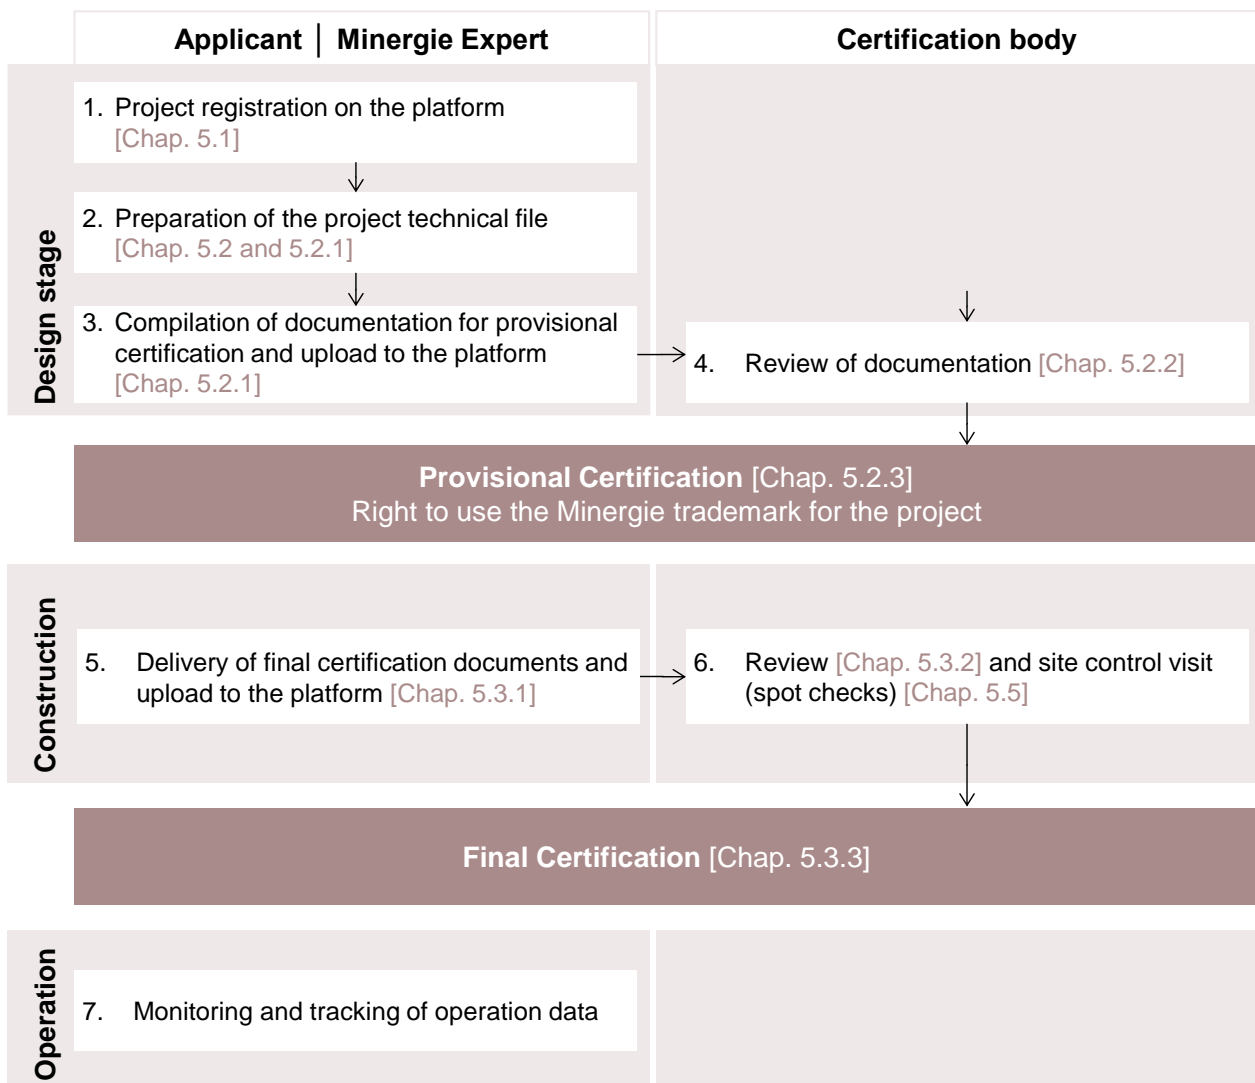 Applicant | Minergie Expert
Certification body
Design stage
1. Project registration on the platform
[Chap. 5.1]
2. Preparation of the project technical file
[Chap. 5.2 and 5.2.1]
3. Compilation of documentation for provisional
certification and upload to the platform
[Chap. 5.2.1]
4. Review of documentation [Chap. 5.2.2]
Provisional Certification [Chap. 5.2.3]
Right to use the Minergie trademark for the project
Construction
5. Delivery of final certification documents and
upload to the platform [Chap. 5.3.1]
6. Review [Chap. 5.3.2] and site control visit
(spot checks) [Chap. 5.5]
Final Certification [Chap. 5.3.3]
Operation
7. Monitoring and tracking of operation data